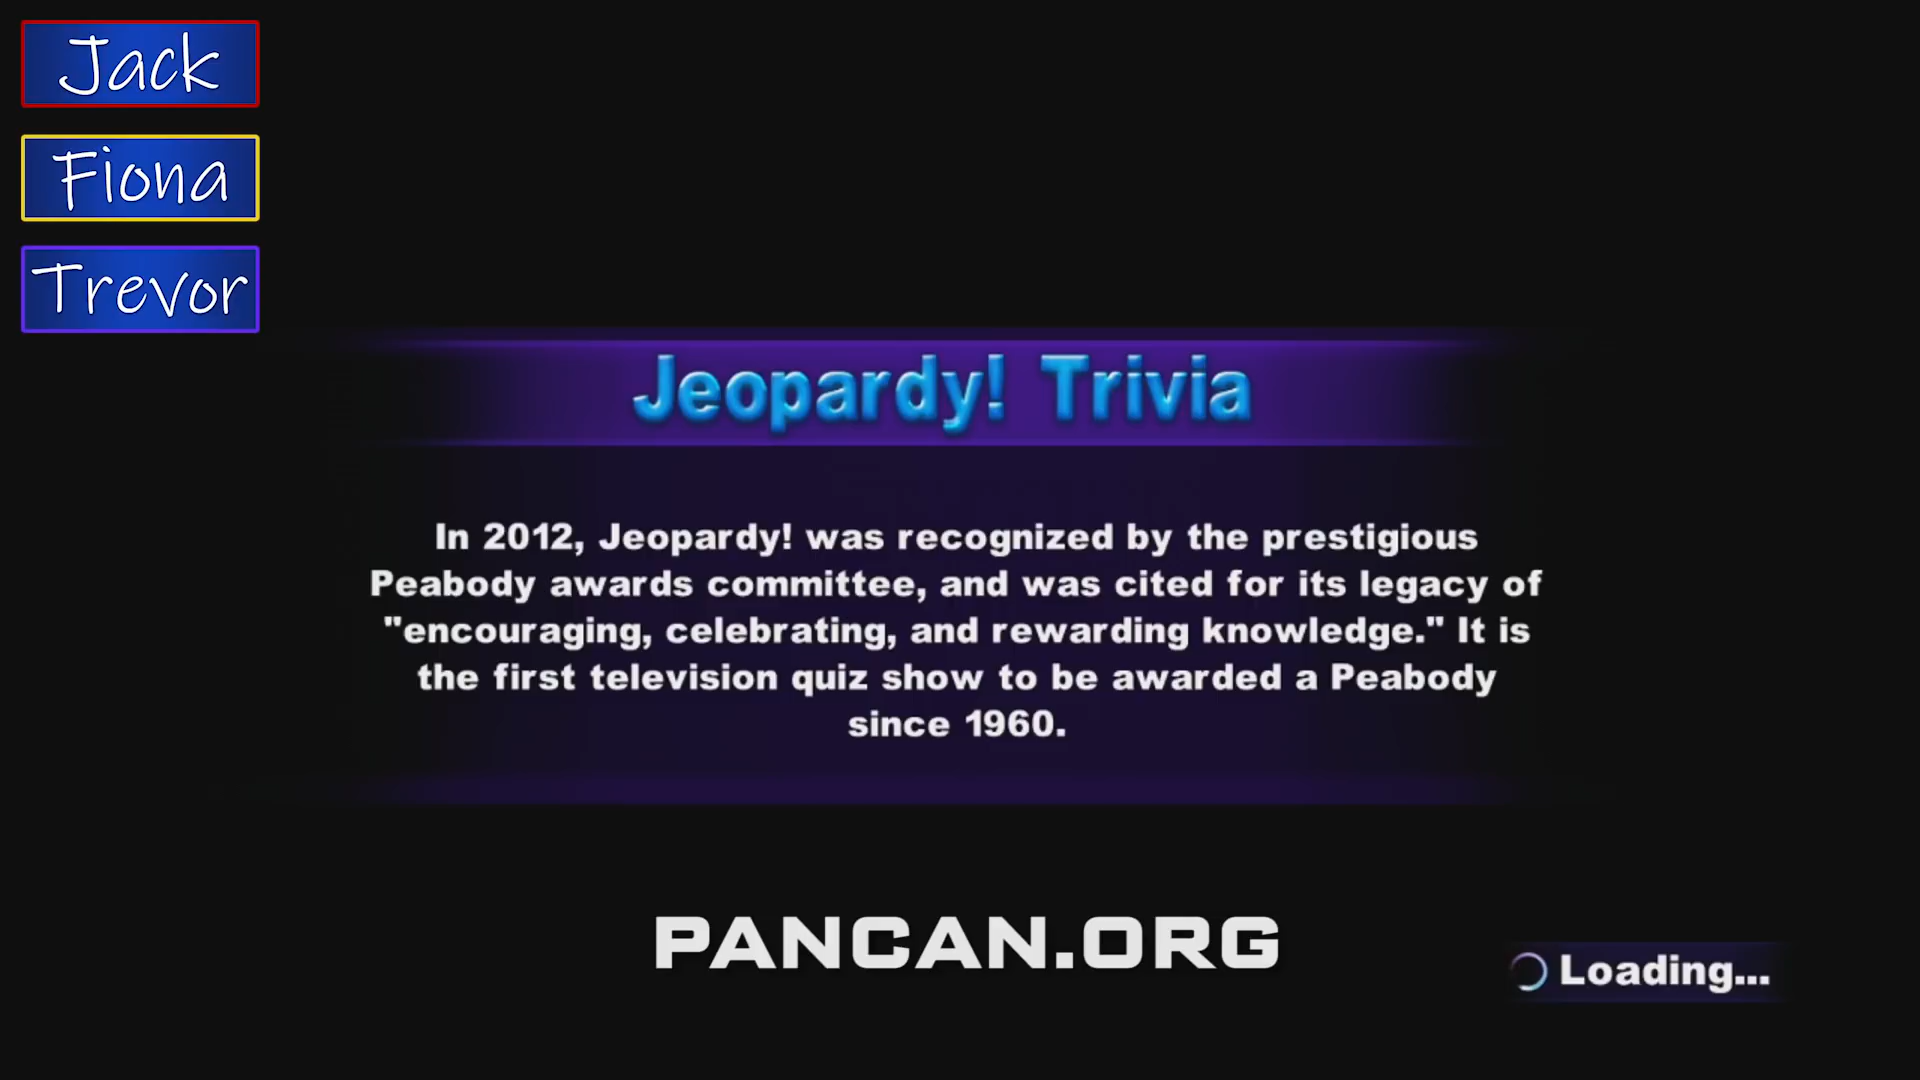 Jack
Fiona
Trevor
Jeopardy! Trivia
In 2012, Jeopardy! was recognized by the prestigious
Peabody awards committee, and was cited for its legacy of
"encouraging, celebrating, and rewarding knowledge." It is
the first television quiz show to be awarded a Peabody
since 1960.
PANCAN.ORG
Loading...